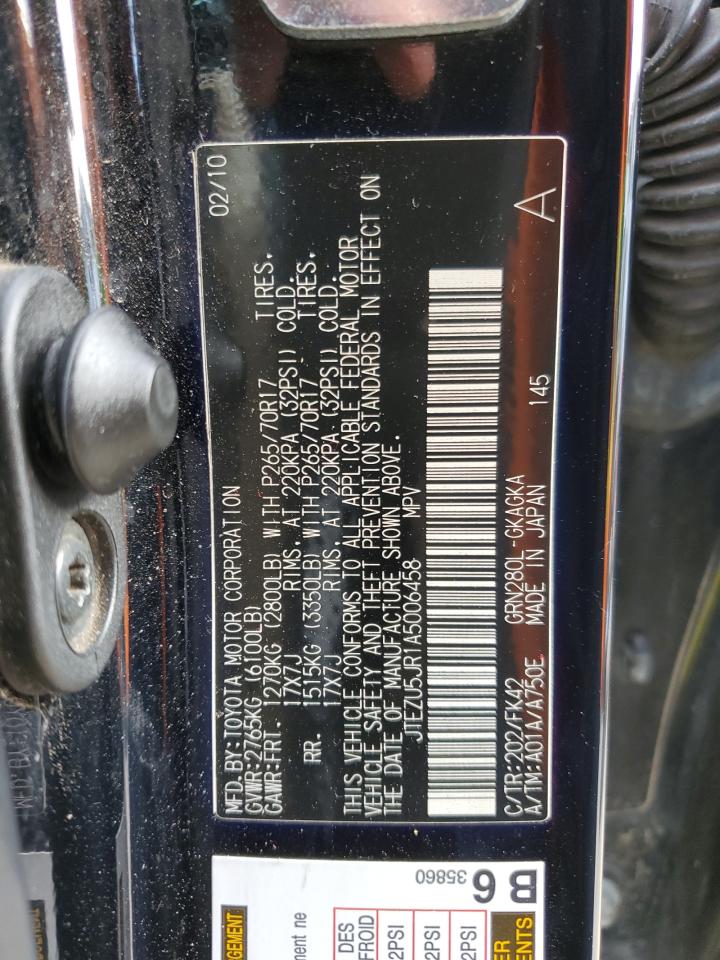 MFD.BY:TOYOTA MOTOR CORPORATION 02/10
GVWR:2765KG (6100LB)
GAWR:FRT. 1270KG (2800LB) WITH P265/70R17 TIRES.
17X7J RIMS. AT 220KPA (32PSI) COLD.
RR. 1515KG (3350LB) WITH P265/70R17 TIRES.
17X7J RIMS. AT 220KPA (32PSI) COLD.
THIS VEHICLE CONFORMS TO ALL APPLICABLE FEDERAL MOTOR
VEHICLE SAFETY AND THEFT PREVENTION STANDARDS IN EFFECT ON
THE DATE OF MANUFACTURE SHOWN ABOVE.
JTEZU5JR1A5006458 MPV
C/TR:202/FK42 GRN280L-GKAGKA
A/TM:A01A/A750E MADE IN JAPAN 145 A
B6
35860
DES
FROID
2PSI
2PSI
2PSI